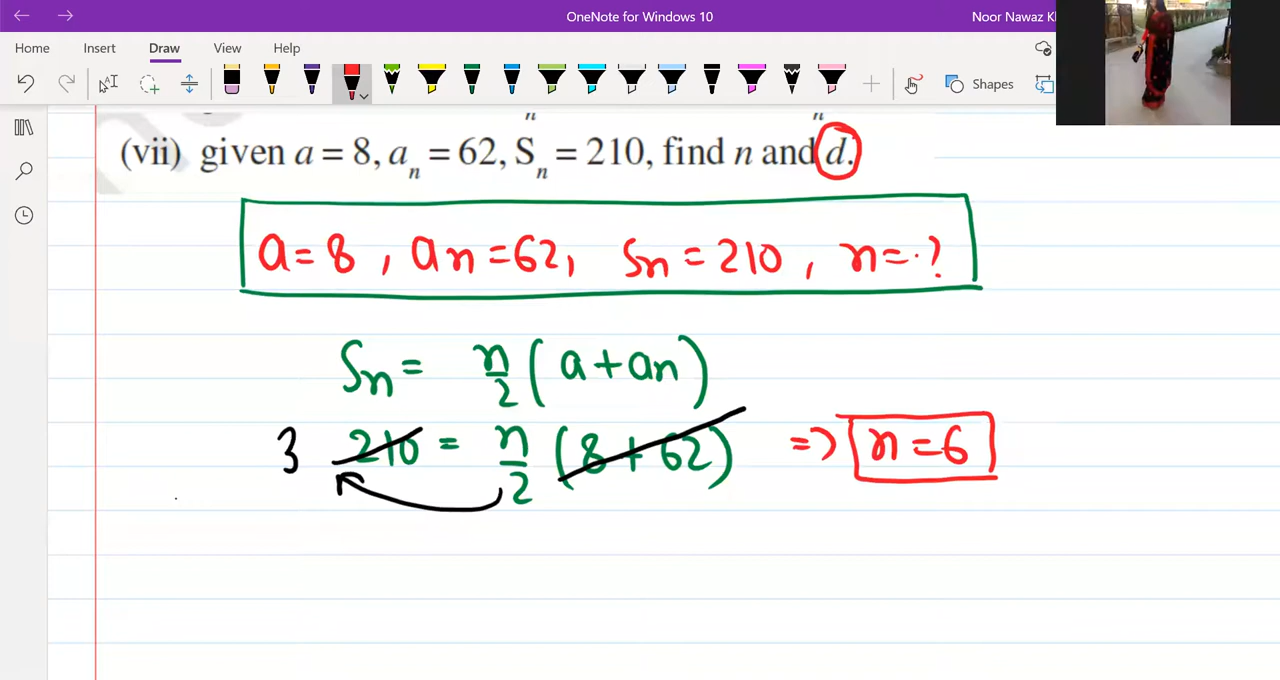 OneNote for Windows 10
Noor Nawaz Kh
Home Insert Draw View Help
Shapes
n n
(vii) given a = 8, aₙ = 62, Sₙ = 210, find n and d.
a = 8 , an = 62, Sn = 210 , n = ?
Sn = n/2 ( a + an )
3 210 = n/2 (8 + 62) => n = 6